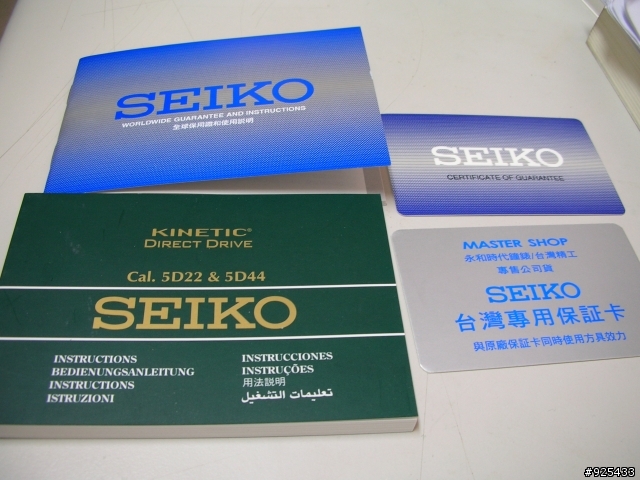 SEIKO
WORLDWIDE GUARANTEE AND INSTRUCTIONS
全球保用證和使用說明
SEIKO
CERTIFICATE OF GUARANTEE
KINETIC®
DIRECT DRIVE
Cal. 5D22 & 5D44
SEIKO
INSTRUCTIONS
BEDIENUNGSANLEITUNG
INSTRUCTIONS
ISTRUZIONI
INSTRUCCIONES
INSTRUÇÕES
用法説明
تعليمات التشغيل
MASTER SHOP
永和時代鐘錶/台灣精工
專售公司貨
SEIKO
台灣專用保証卡
與原廠保証卡同時使用方具效力
#925433